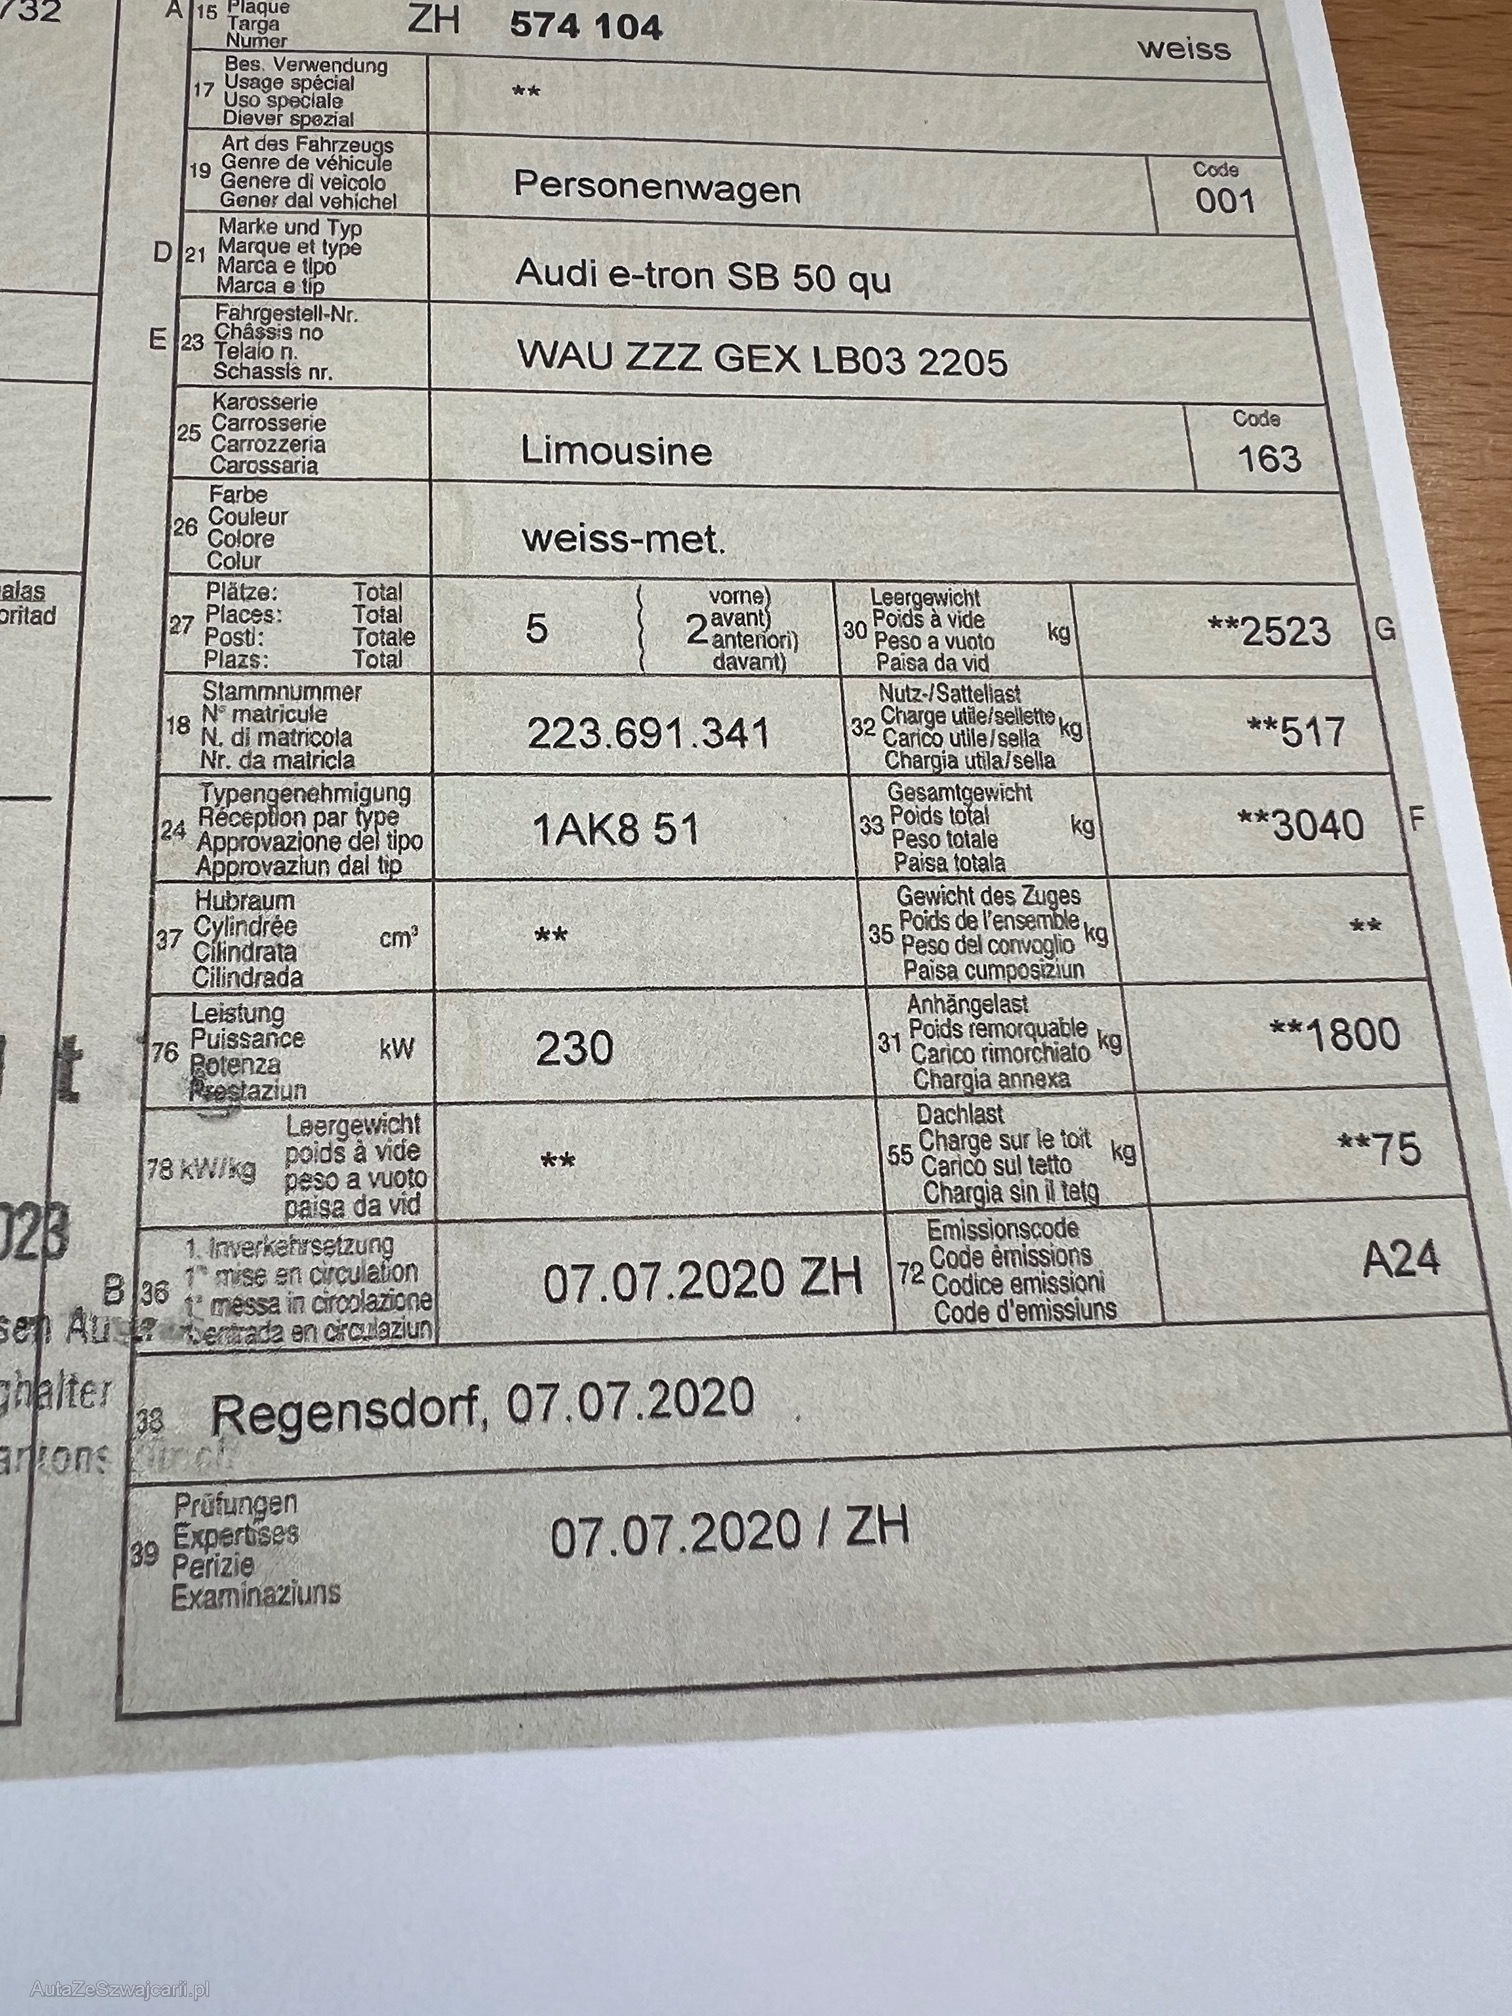 732
A 15 Plaque
Targa
Numer
ZH 574 104
weiss
17 Bes. Verwendung
Usage spécial
Uso speciale
Diever spezial
**
19 Art des Fahrzeugs
Genre de véhicule
Genere di veicolo
Gener dal vehichel
Personenwagen
Code
001
D 21 Marke und Typ
Marque et type
Marca e tipo
Marca e tip
Audi e-tron SB 50 qu
E 23 Fahrgestell-Nr.
Châssis no
Telaio n.
Schassis nr.
WAU ZZZ GEX LB03 2205
25 Karosserie
Carrosserie
Carrozzeria
Carossaria
Limousine
Code
163
26 Farbe
Couleur
Colore
Colur
weiss-met.
alas
oritad
27 Plätze: Total
Places: Total
Posti: Totale
Plazs: Total
5
2 vorne)
avant)
anteriori)
davant)
30 Leergewicht
Poids à vide
Peso a vuoto
Paisa da vid
kg
**2523 G
18 Stammnummer
N° matricule
N. di matricola
Nr. da matricla
223.691.341
32 Nutz-/Sattellast
Charge utile/sellette
Carico utile/sella
Chargia utila/sella
kg
**517
24 Typengenehmigung
Réception par type
Approvazione del tipo
Approvaziun dal tip
1AK8 51
33 Gesamtgewicht
Poids total
Peso totale
Paisa totala
kg
**3040 F
37 Hubraum
Cylindrée
Cilindrata
Cilindrada
cm³
**
35 Gewicht des Zuges
Poids de l'ensemble
Peso del convoglio
Paisa cumposiziun
kg
**
76 Leistung
Puissance
Potenza
Prestaziun
kW
230
31 Anhängelast
Poids remorquable
Carico rimorchiato
Chargia annexa
kg
**1800
t
78 kW/kg
Leergewicht
poids à vide
peso a vuoto
paisa da vid
**
55 Dachlast
Charge sur le toit
Carico sul tetto
Chargia sin il tetg
kg
**75
023
B 36 1. Inverkehrsetzung
1re mise en circulation
1a messa in circolazione
1. entrada en circulaziun
07.07.2020 ZH
72 Emissionscode
Code émissions
Codice emissioni
Code d'emissiuns
A24
sen
ghalter
antons
38 Regensdorf, 07.07.2020
39 Prüfungen
Expertises
Perizie
Examinaziuns
07.07.2020 / ZH
AutaZeSzwajcarii.pl